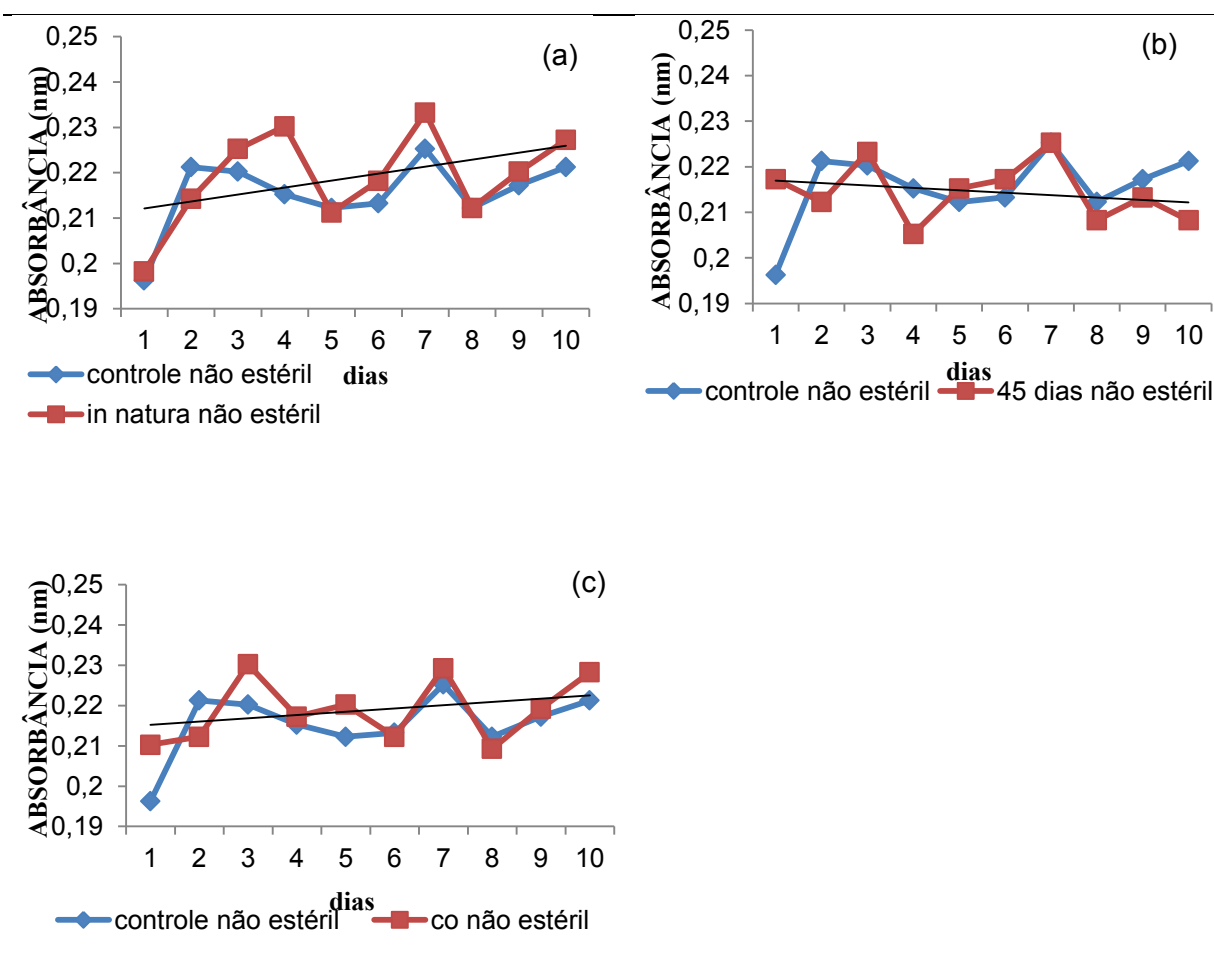 (a)
ABSORBÂNCIA (nm)
0,25
0,24
0,23
0,22
0,21
0,2
0,19
1 2 3 4 5 6 7 8 9 10
dias
controle não estéril
in natura não estéril
(b)
ABSORBÂNCIA (nm)
0,25
0,24
0,23
0,22
0,21
0,2
0,19
1 2 3 4 5 6 7 8 9 10
dias
controle não estéril 45 dias não estéril
(c)
ABSORBÂNCIA (nm)
0,25
0,24
0,23
0,22
0,21
0,2
0,19
1 2 3 4 5 6 7 8 9 10
dias
controle não estéril co não estéril